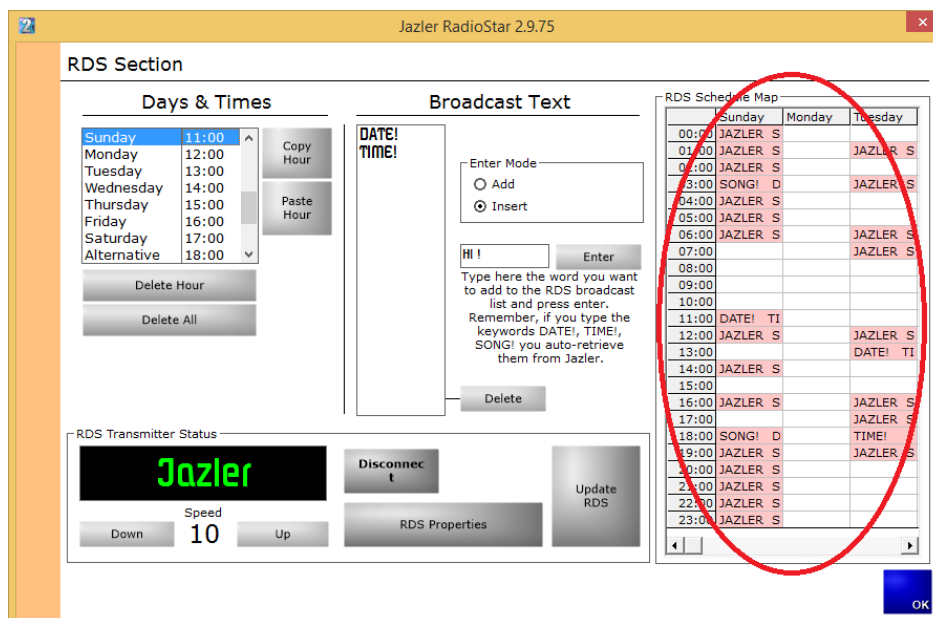 Jazler RadioStar 2.9.75
RDS Section
Days & Times
Sunday 11:00
Monday 12:00
Tuesday 13:00
Wednesday 14:00
Thursday 15:00
Friday 16:00
Saturday 17:00
Alternative 18:00
Copy
Hour
Paste
Hour
Delete Hour
Delete All
Broadcast Text
DATE!
TIME!
Enter Mode
Add
Insert
HI !
Enter
Type here the word you want
to add to the RDS broadcast
list and press enter.
Remember, if you type the
keywords DATE!, TIME!,
SONG! you auto-retrieve
them from Jazler.
Delete
RDS Schedule Map
Sunday Monday Tuesday
00:00 JAZLER S
01:00 JAZLER S JAZLER S
02:00 JAZLER S
03:00 SONG! D JAZLER S
04:00 JAZLER S
05:00 JAZLER S
06:00 JAZLER S JAZLER S
07:00 JAZLER S
08:00
09:00
10:00
11:00 DATE! TI
12:00 JAZLER S JAZLER S
13:00 DATE! TI
14:00 JAZLER S
15:00
16:00 JAZLER S JAZLER S
17:00 JAZLER S
18:00 SONG! D TIME!
19:00 JAZLER S JAZLER S
20:00 JAZLER S
21:00 JAZLER S
22:00 JAZLER S
23:00 JAZLER S
RDS Transmitter Status
Jazler
Speed
Down 10 Up
Disconnec
t
RDS Properties
Update
RDS
OK